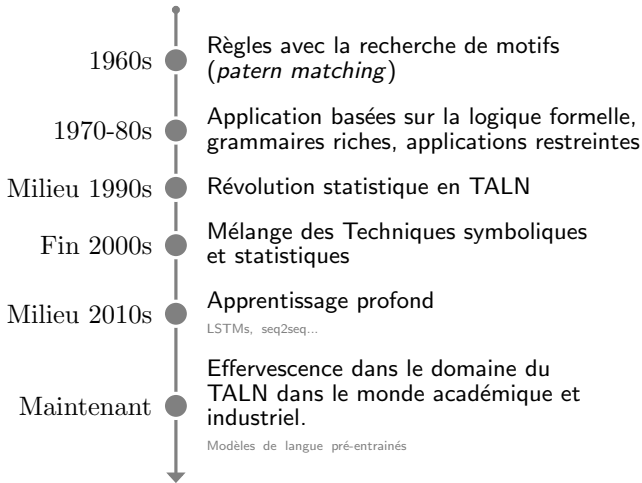 1960s
Règles avec la recherche de motifs
(patern matching)
1970-80s
Application basées sur la logique formelle,
grammaires riches, applications restreintes
Milieu 1990s
Révolution statistique en TALN
Fin 2000s
Mélange des Techniques symboliques
et statistiques
Milieu 2010s
Apprentissage profond
LSTMs, seq2seq...
Maintenant
Effervescence dans le domaine du
TALN dans le monde académique et
industriel.
Modèles de langue pré-entrainés